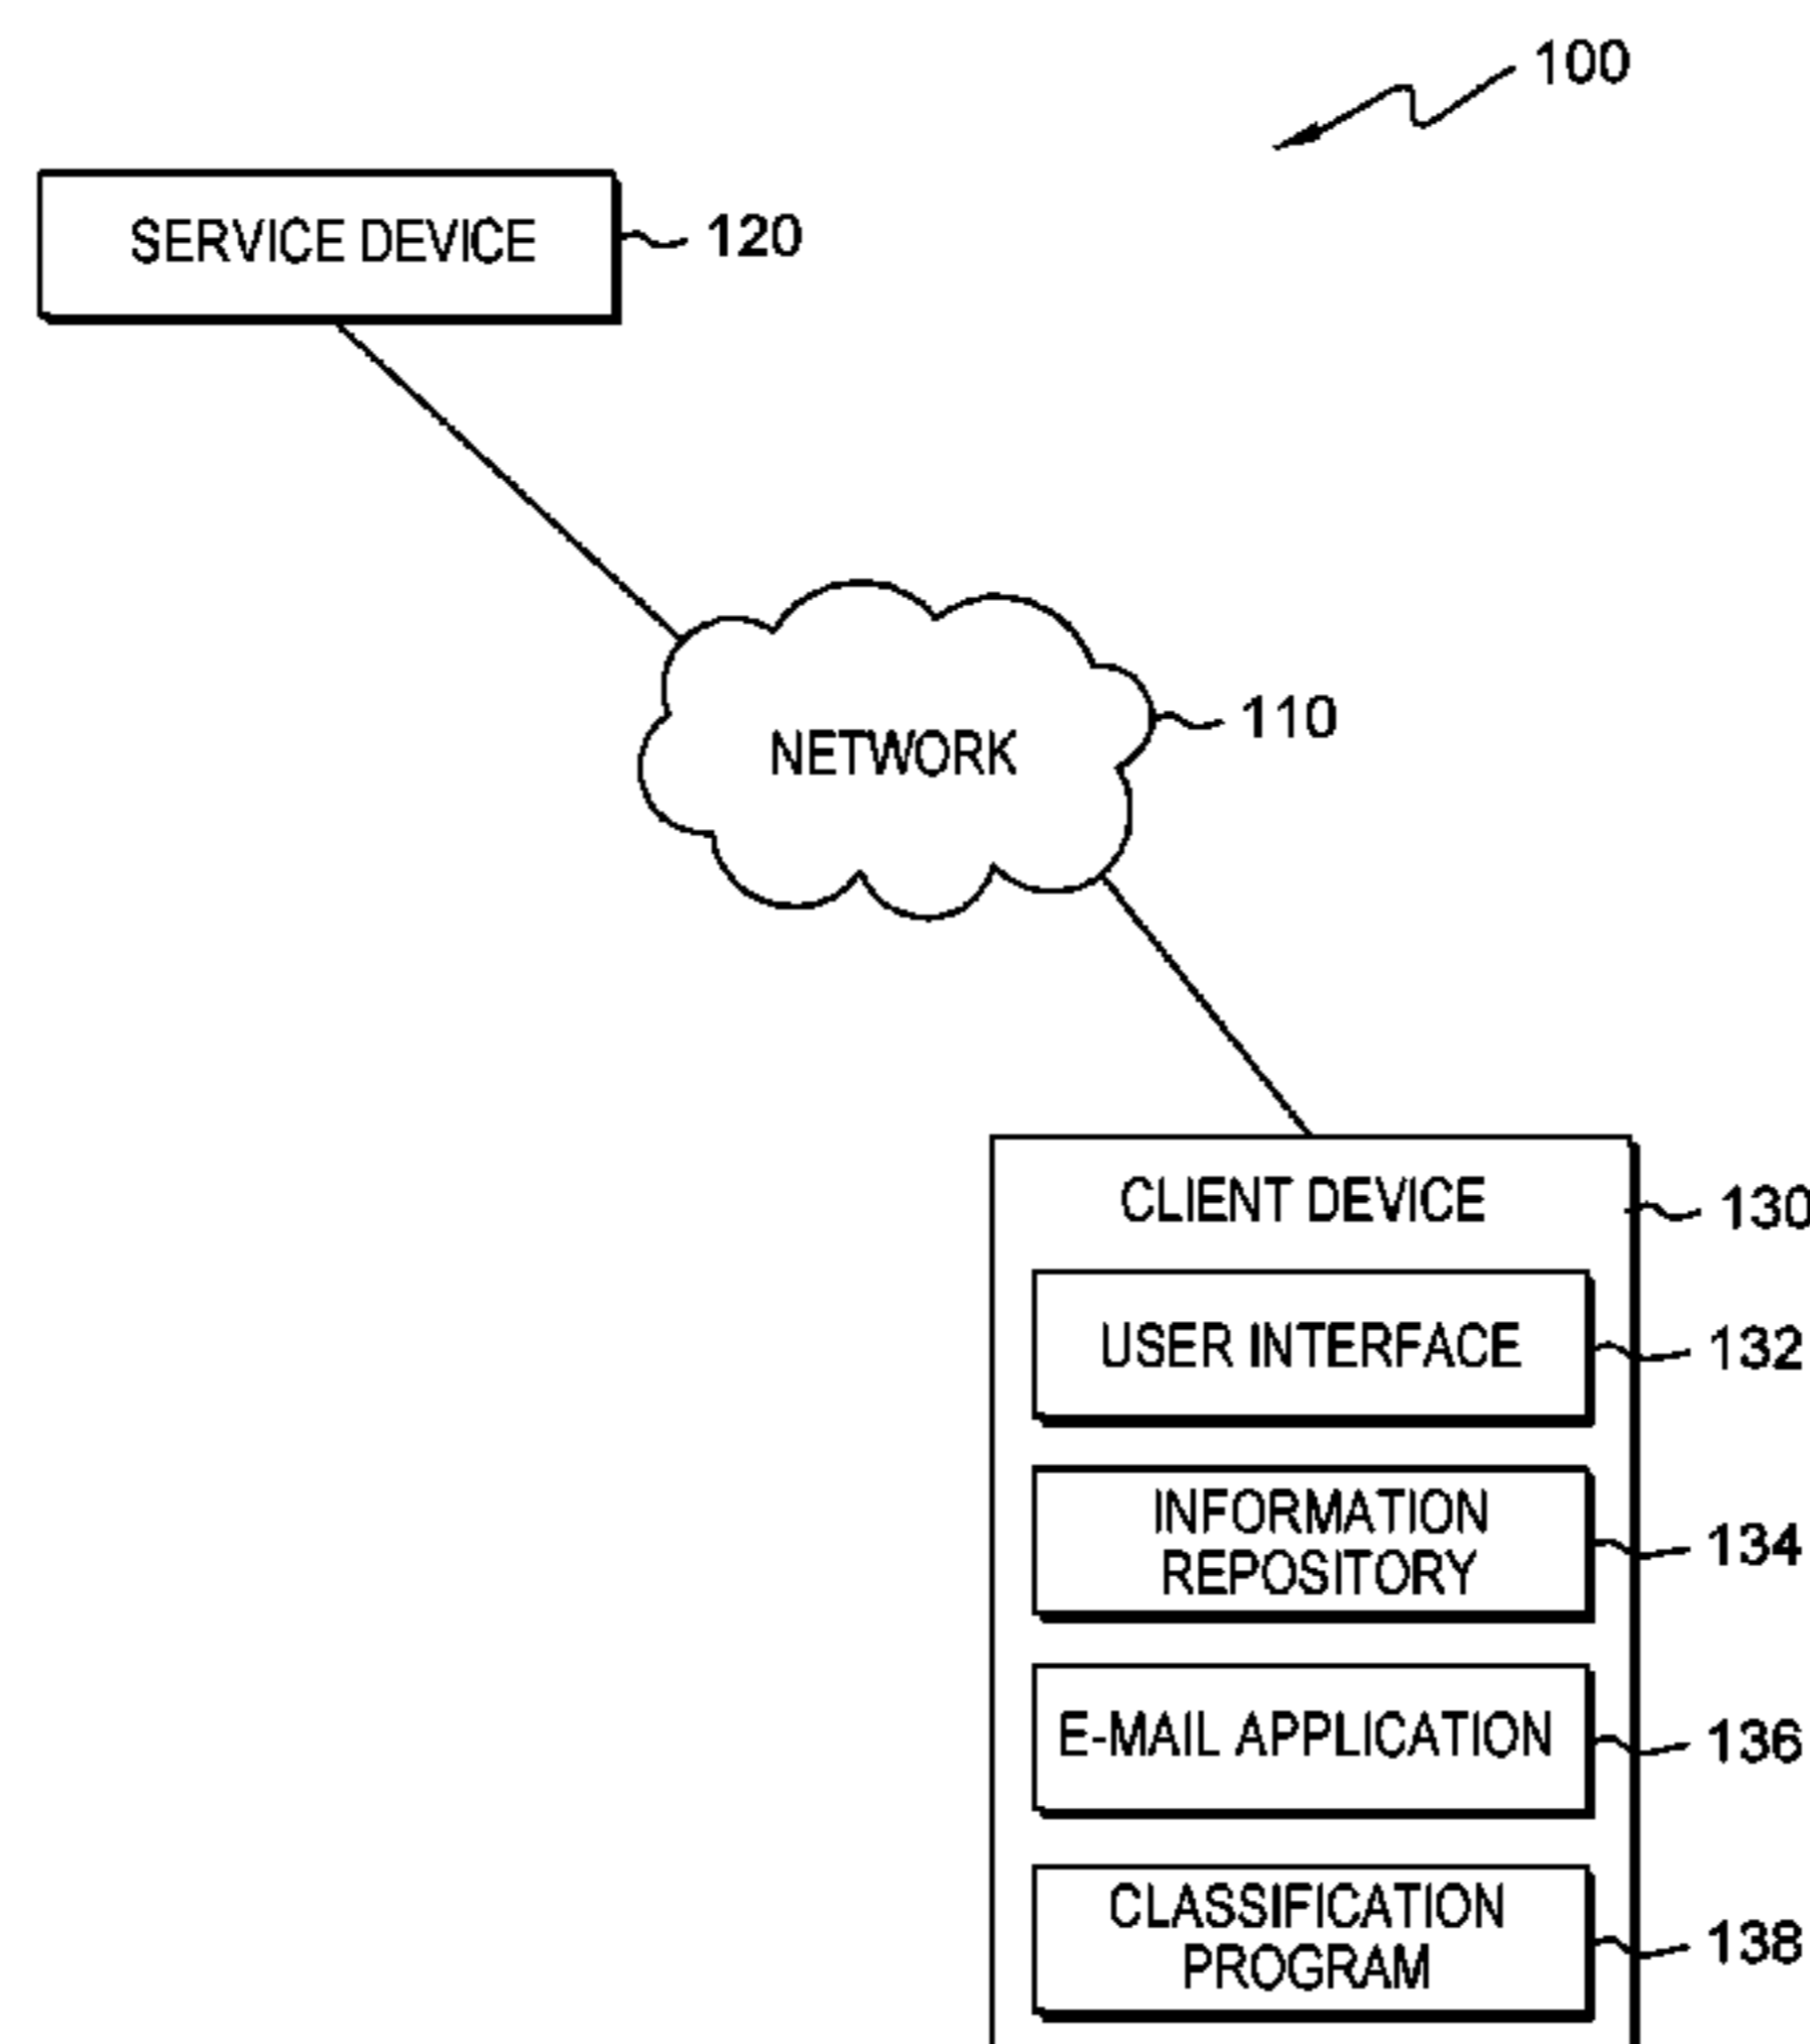 100
SERVICE DEVICE
120
NETWORK
110
CLIENT DEVICE
130
USER INTERFACE
132
INFORMATION
REPOSITORY
134
E-MAIL APPLICATION
136
CLASSIFICATION
PROGRAM
138